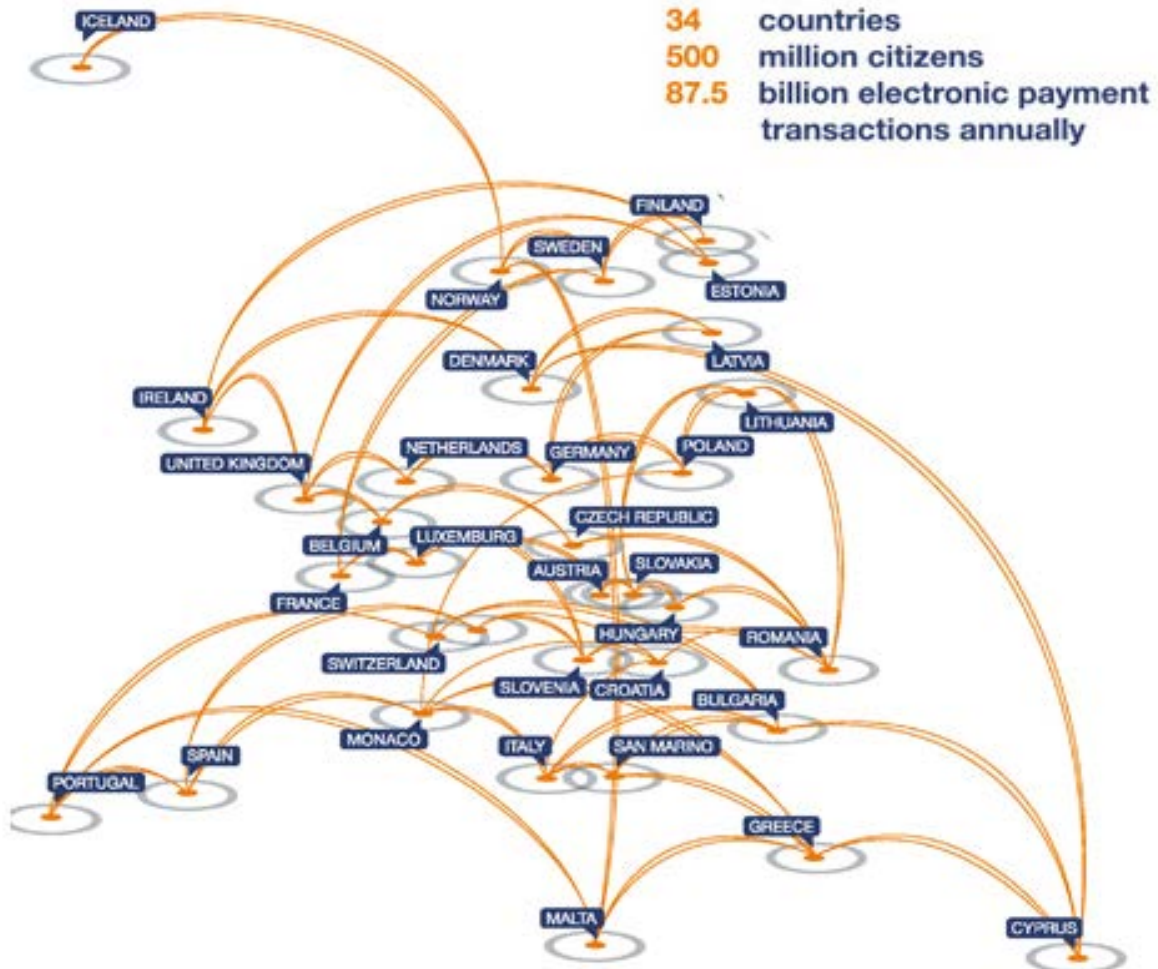 ICELAND
34 countries
500 million citizens
87.5 billion electronic payment
transactions annually
FINLAND
SWEDEN
NORWAY
ESTONIA
DENMARK
LATVIA
IRELAND
LITHUANIA
NETHERLANDS
GERMANY
POLAND
UNITED KINGDOM
CZECH REPUBLIC
BELGIUM
LUXEMBURG
AUSTRIA
SLOVAKIA
FRANCE
HUNGARY
ROMANIA
SWITZERLAND
SLOVENIA
CROATIA
BULGARIA
MONACO
ITALY
SAN MARINO
SPAIN
PORTUGAL
GREECE
MALTA
CYPRUS